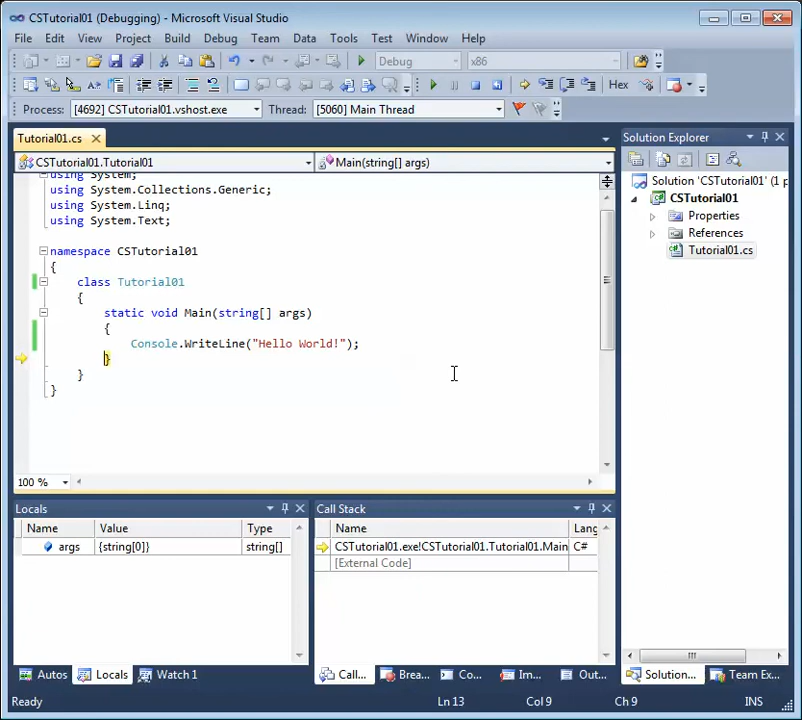 CSTutorial01 (Debugging) - Microsoft Visual Studio
File Edit View Project Build Debug Team Data Tools Test Window Help
Debug x86
Hex
Process: [4692] CSTutorial01.vshost.exe Thread: [5060] Main Thread
Tutorial01.cs
CSTutorial01.Tutorial01 Main(string[] args)
using System;
using System.Collections.Generic;
using System.Linq;
using System.Text;
namespace CSTutorial01
{
class Tutorial01
{
static void Main(string[] args)
{
Console.WriteLine("Hello World!");
}
}
}
100 %
Solution Explorer
Solution 'CSTutorial01' (1 p
CSTutorial01
Properties
References
Tutorial01.cs
Locals
Name Value Type
args {string[0]} string[]
Call Stack
Name Lang
CSTutorial01.exe!CSTutorial01.Tutorial01.Main C#
[External Code]
Autos Locals Watch 1
Call... Brea... Co... Im... Out...
Solution... Team Ex...
Ready Ln 13 Col 9 Ch 9 INS